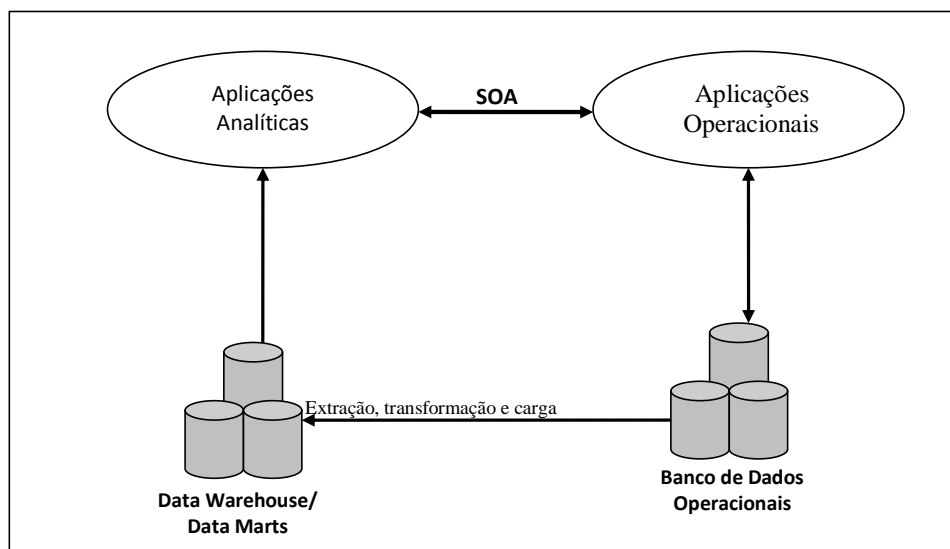 Aplicações
Analíticas
SOA
Aplicações
Operacionais
Extração, transformação e carga
Data Warehouse/
Data Marts
Banco de Dados
Operacionais